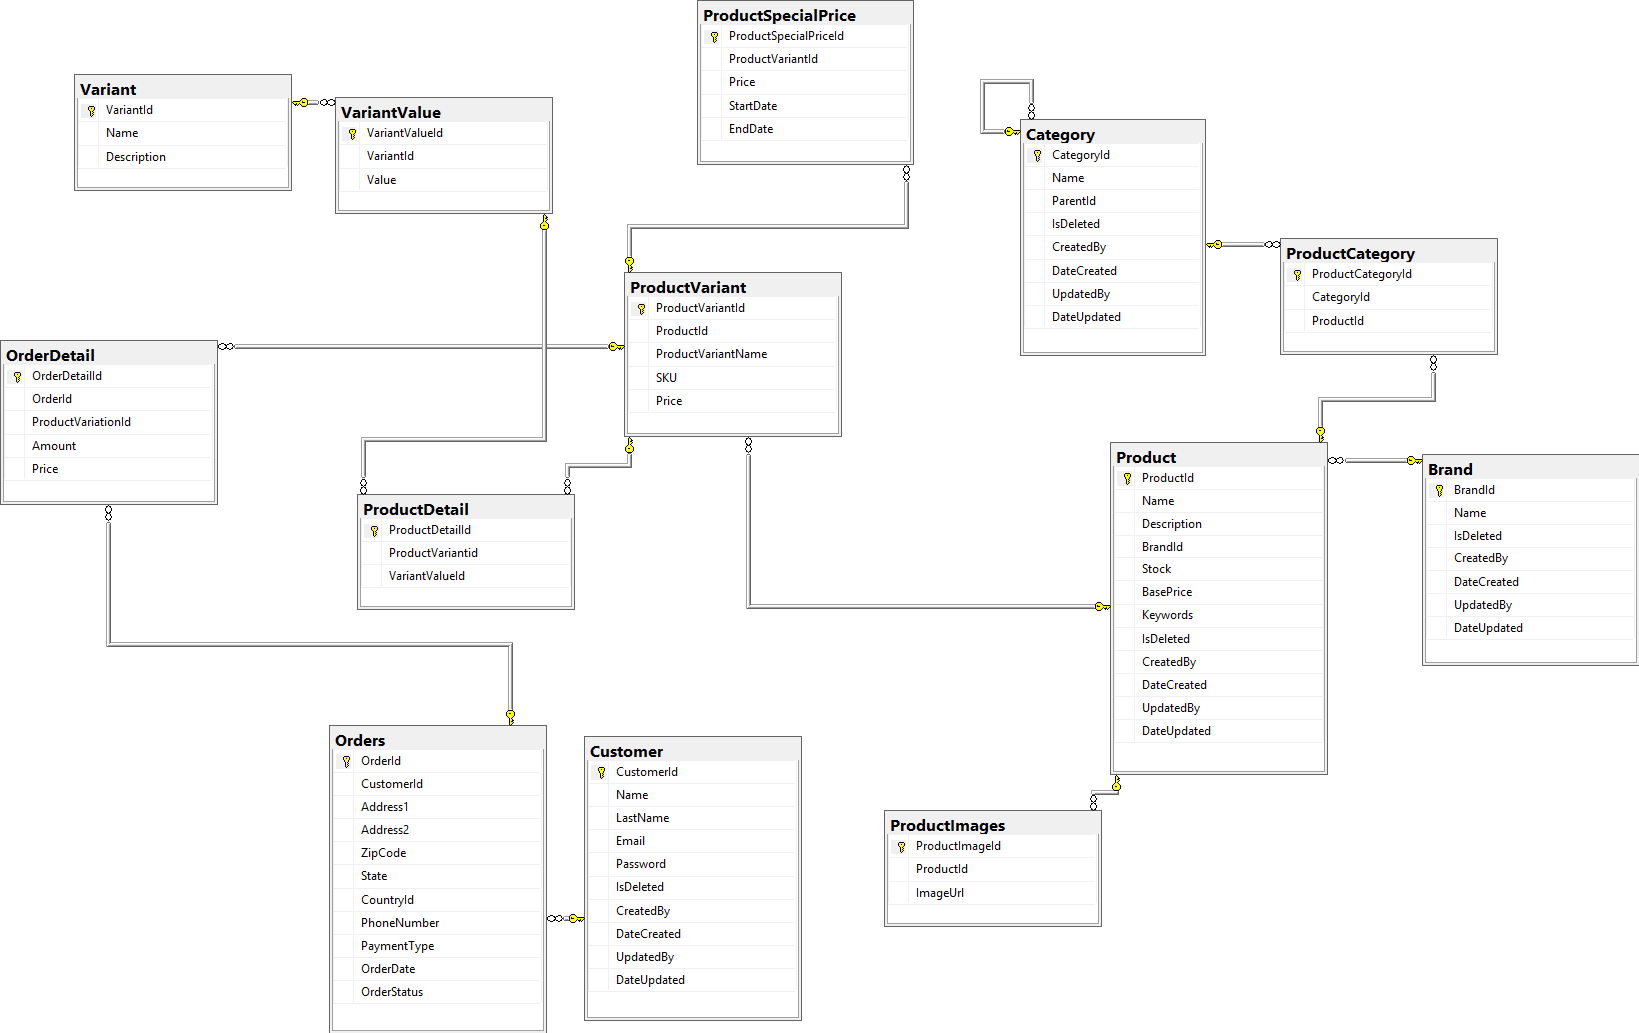 ProductSpecialPrice
ProductSpecialPriceId
ProductVariantId
Price
StartDate
EndDate
Variant
VariantId
Name
Description
VariantValue
VariantValueId
VariantId
Value
Category
CategoryId
Name
ParentId
IsDeleted
CreatedBy
DateCreated
UpdatedBy
DateUpdated
ProductCategory
ProductCategoryId
CategoryId
ProductId
ProductVariant
ProductVariantId
ProductId
ProductVariantName
SKU
Price
OrderDetail
OrderDetailId
OrderId
ProductVariationId
Amount
Price
ProductDetail
ProductDetailId
ProductVariantid
VariantValueId
Product
ProductId
Name
Description
BrandId
Stock
BasePrice
Keywords
IsDeleted
CreatedBy
DateCreated
UpdatedBy
DateUpdated
Brand
BrandId
Name
IsDeleted
CreatedBy
DateCreated
UpdatedBy
DateUpdated
Orders
OrderId
CustomerId
Address1
Address2
ZipCode
State
CountryId
PhoneNumber
PaymentType
OrderDate
OrderStatus
Customer
CustomerId
Name
LastName
Email
Password
IsDeleted
CreatedBy
DateCreated
UpdatedBy
DateUpdated
ProductImages
ProductImageId
ProductId
ImageUrl